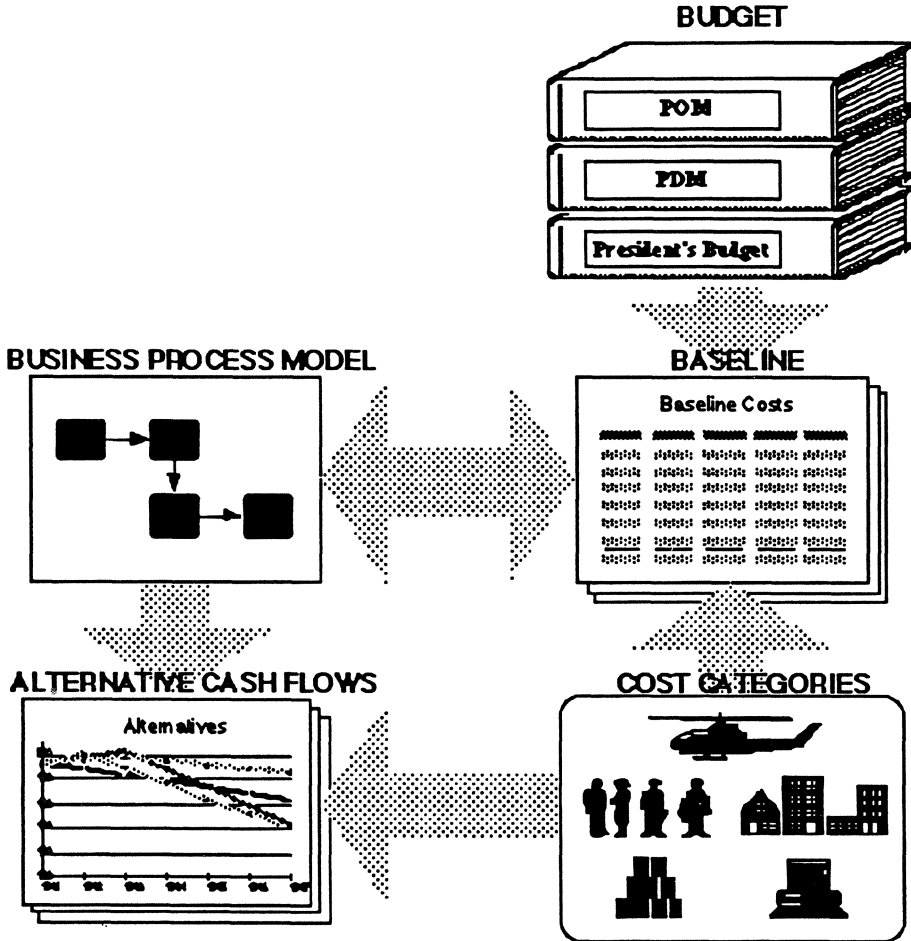 BUDGET
POM
PDM
President's Budget
BUSINESS PROCESS MODEL
BASELINE
Baseline Costs
ALTERNATIVE CASH FLOWS
Alternatives
COST CATEGORIES